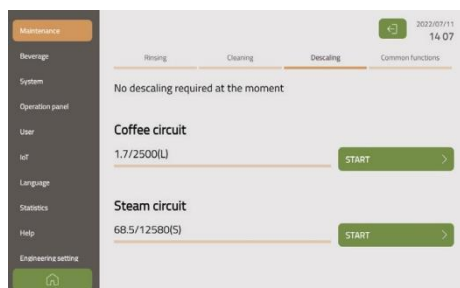 Maintenance
Beverage
System
Operation panel
User
IoT
Language
Statistics
Help
Engineering setting
2022/07/11
14 07
Rinsing
Cleaning
Descaling
Common functions
No descaling required at the moment
Coffee circuit
1.7/2500(L)
START
Steam circuit
68.5/12580(S)
START